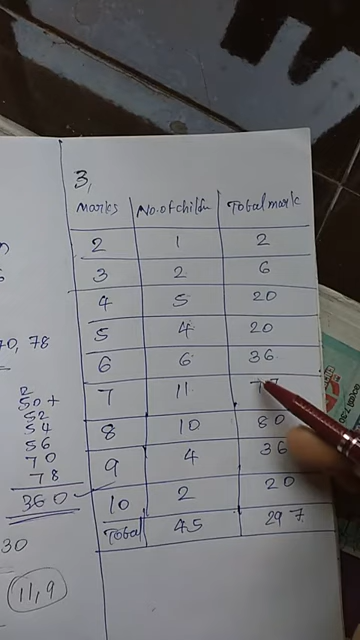 0, 78
2
50+
52
54
56
70
78
360
30
11,9
3,
Marks No. of childn Total mark
2 1 2
3 2 6
4 5 20
5 4 20
6 6 36
7 11
8 10 80
9 4 36
10 2 20
Total 45 297